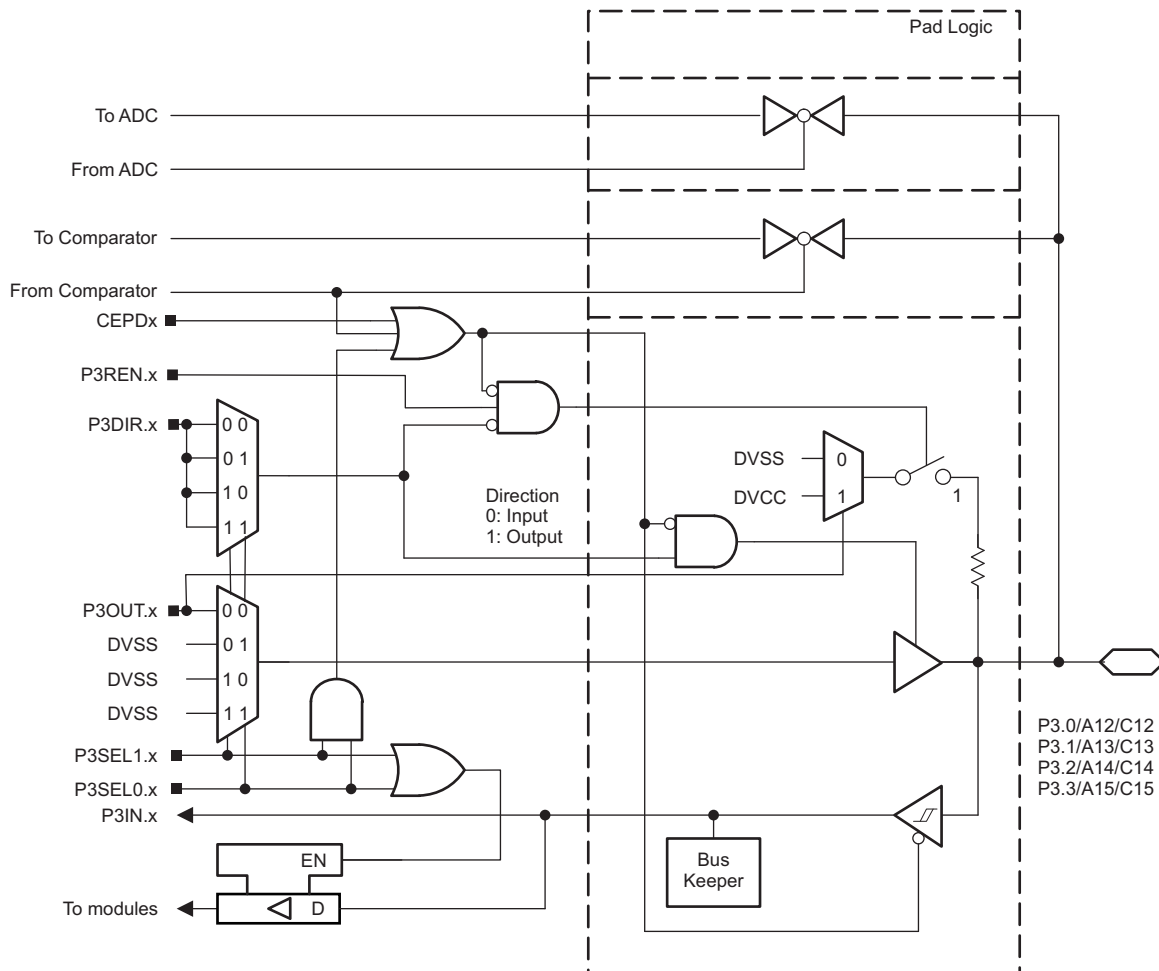 Pad Logic
To ADC
From ADC
To Comparator
From Comparator
CEPDx
P3REN.x
P3DIR.x
0 0
0 1
1 0
1 1
Direction
0: Input
1: Output
DVSS
DVCC
0
1
1
P3OUT.x
DVSS
DVSS
DVSS
0 0
0 1
1 0
1 1
P3SEL1.x
P3SEL0.x
P3IN.x
EN
D
To modules
Bus
Keeper
P3.0/A12/C12
P3.1/A13/C13
P3.2/A14/C14
P3.3/A15/C15